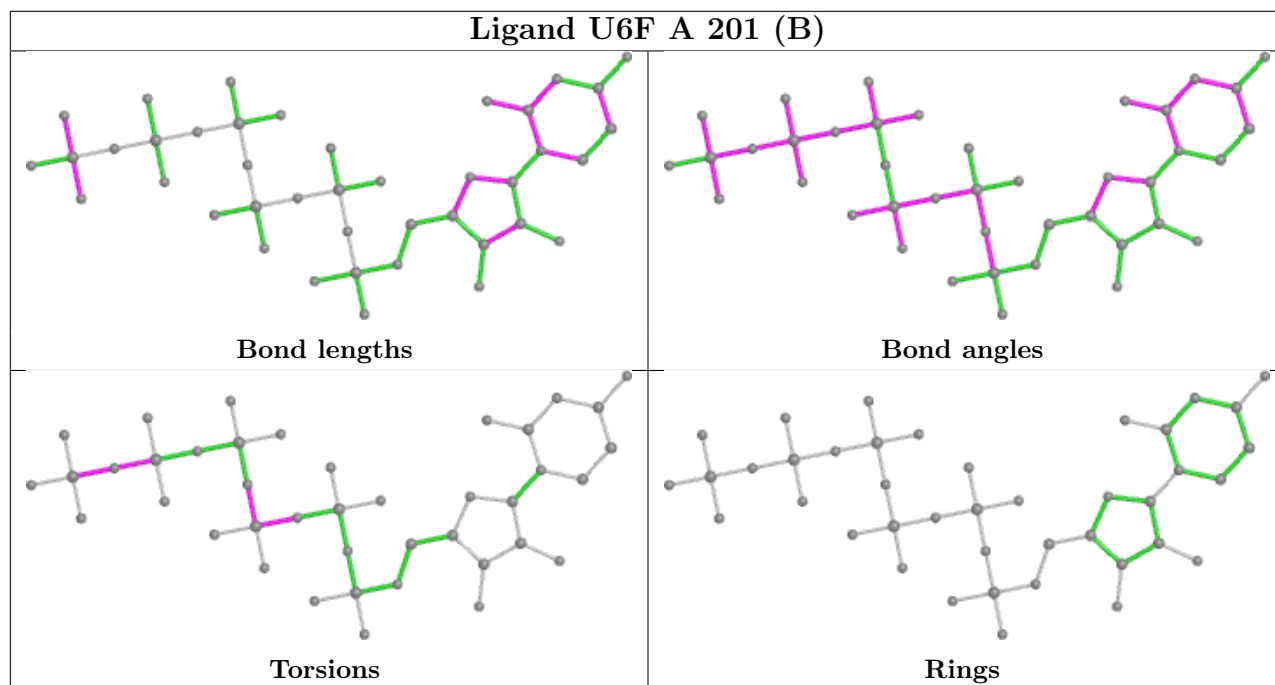 Ligand U6F A 201 (B)
Bond lengths
Bond angles
Torsions
Rings